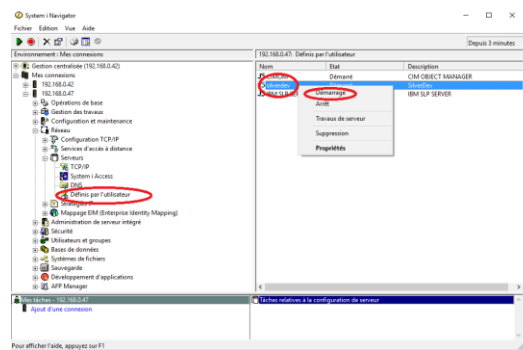 System i Navigator
Fichier Edition Vue Aide
Depuis 3 minutes
Environnement : Mes connexions
192.168.0.47: Définis par l'utilisateur
Nom Etat Description
Gestion centralisée (192.168.0.42)
Mes connexions
192.168.0.42
192.168.0.47
Opérations de base
Gestion des travaux
Configuration et maintenance
Réseau
Configuration TCP/IP
Services d'accès à distance
Serveurs
TCP/IP
System i Access
DNS
Définis par l'utilisateur
Stratégies
Mappage EIM (Enterprise Identity Mapping)
Administration de serveur intégré
Sécurité
Utilisateurs et groupes
Bases de données
Systèmes de fichiers
Sauvegarde
Développement d'applications
AFP Manager
Démarré CIM OBJECT MANAGER
Silverdev SilverDev
IBM SLP IBM SLP SERVER
Démarrage
Arrêt
Travaux de serveur
Suppression
Propriétés
Mes tâches - 192.168.0.47
Ajout d'une connexion
Tâches relatives à la configuration de serveur
Pour afficher l'aide, appuyez sur F1